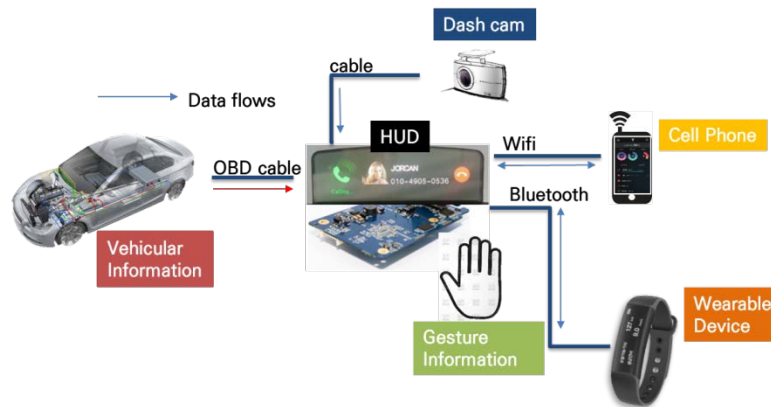 Dash cam
cable
Data flows
HUD
Wifi
Cell Phone
OBD cable
JORCAN
010-4905-0536
Calling
Bluetooth
Vehicular
Information
Gesture
Information
Wearable
Device